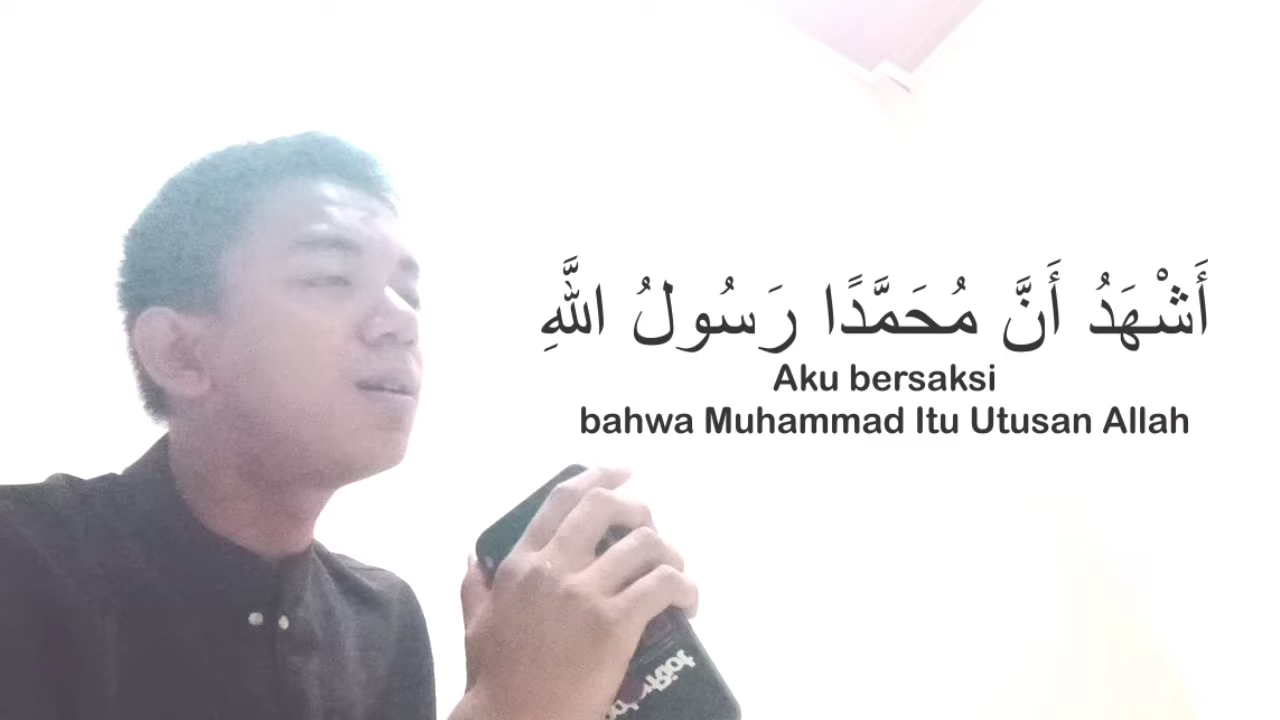 أَشْهَدُ أَنَّ مُحَمَّدًا رَسُولُ اللَّهِ
Aku bersaksi
bahwa Muhammad Itu Utusan Allah